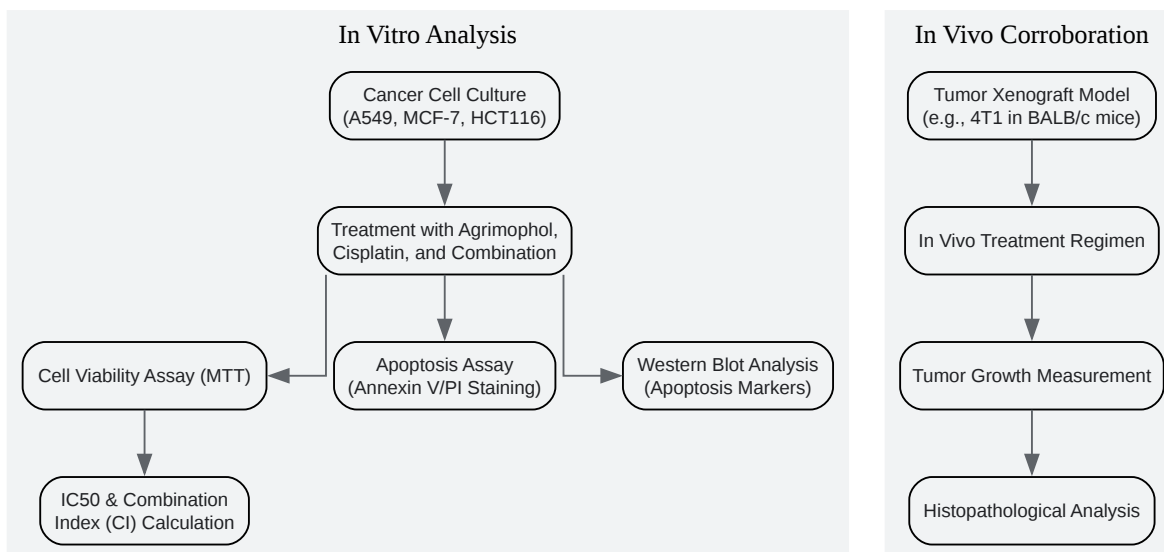 In Vitro Analysis
Cancer Cell Culture
(A549, MCF-7, HCT116)
Treatment with Agrimophol,
Cisplatin, and Combination
Cell Viability Assay (MTT)
Apoptosis Assay
(Annexin V/PI Staining)
Western Blot Analysis
(Apoptosis Markers)
IC50 & Combination
Index (CI) Calculation
In Vivo Corroboration
Tumor Xenograft Model
(e.g., 4T1 in BALB/c mice)
In Vivo Treatment Regimen
Tumor Growth Measurement
Histopathological Analysis